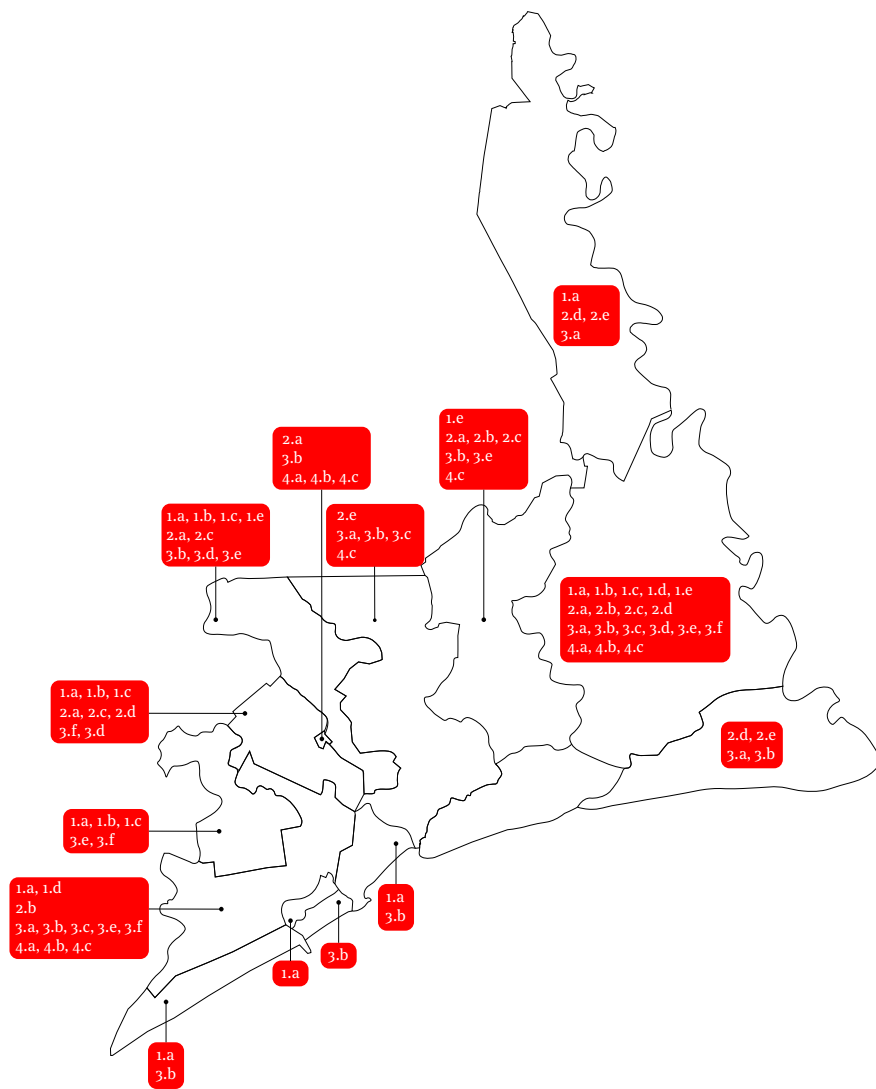 1.a
2.d, 2.e
3.a
1.e
2.a, 2.b, 2.c
3.b, 3.e
4.c
2.a
3.b
4.a, 4.b, 4.c
1.a, 1.b, 1.c, 1.e
2.a, 2.c
3.b, 3.d, 3.e
2.e
3.a, 3.b, 3.c
4.c
1.a, 1.b, 1.c, 1.d, 1.e
2.a, 2.b, 2.c, 2.d
3.a, 3.b, 3.c, 3.d, 3.e, 3.f
4.a, 4.b, 4.c
1.a, 1.b, 1.c
2.a, 2.c, 2.d
3.f, 3.d
2.d, 2.e
3.a, 3.b
1.a, 1.b, 1.c
3.e, 3.f
1.a, 1.d
2.b
3.a, 3.b, 3.c, 3.e, 3.f
4.a, 4.b, 4.c
1.a
3.b
3.b
1.a
1.a
3.b